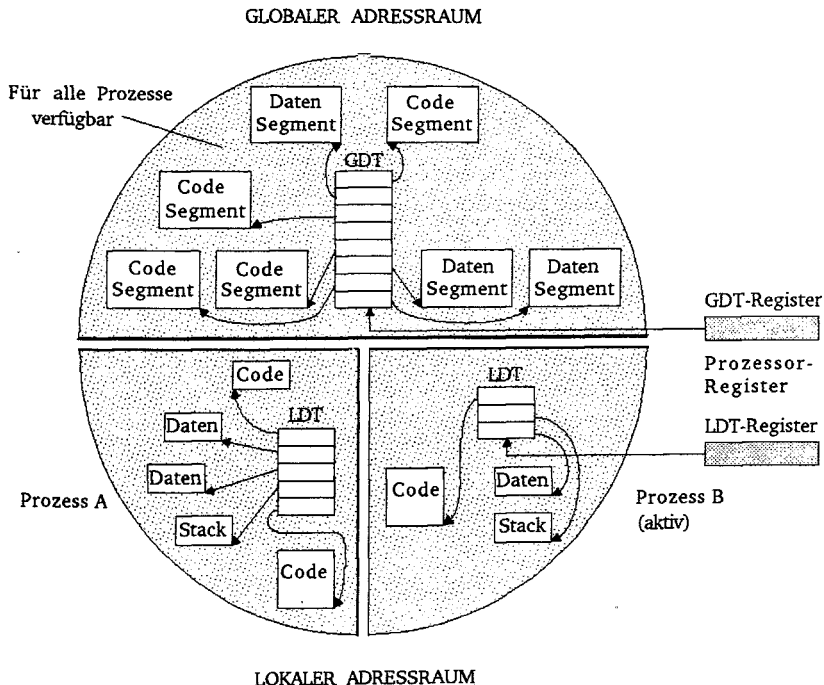 GLOBALER ADRESSRAUM
Für alle Prozesse
verfügbar
Daten
Segment
Code
Segment
GDT
Code
Segment
Code
Segment
Code
Segment
Daten
Segment
Daten
Segment
GDT-Register
Prozessor-
Register
LDT-Register
Code
LDT
Daten
Daten
Prozess A
Stack
Code
LDT
Code
Daten
Stack
Prozess B
(aktiv)
LOKALER ADRESSRAUM